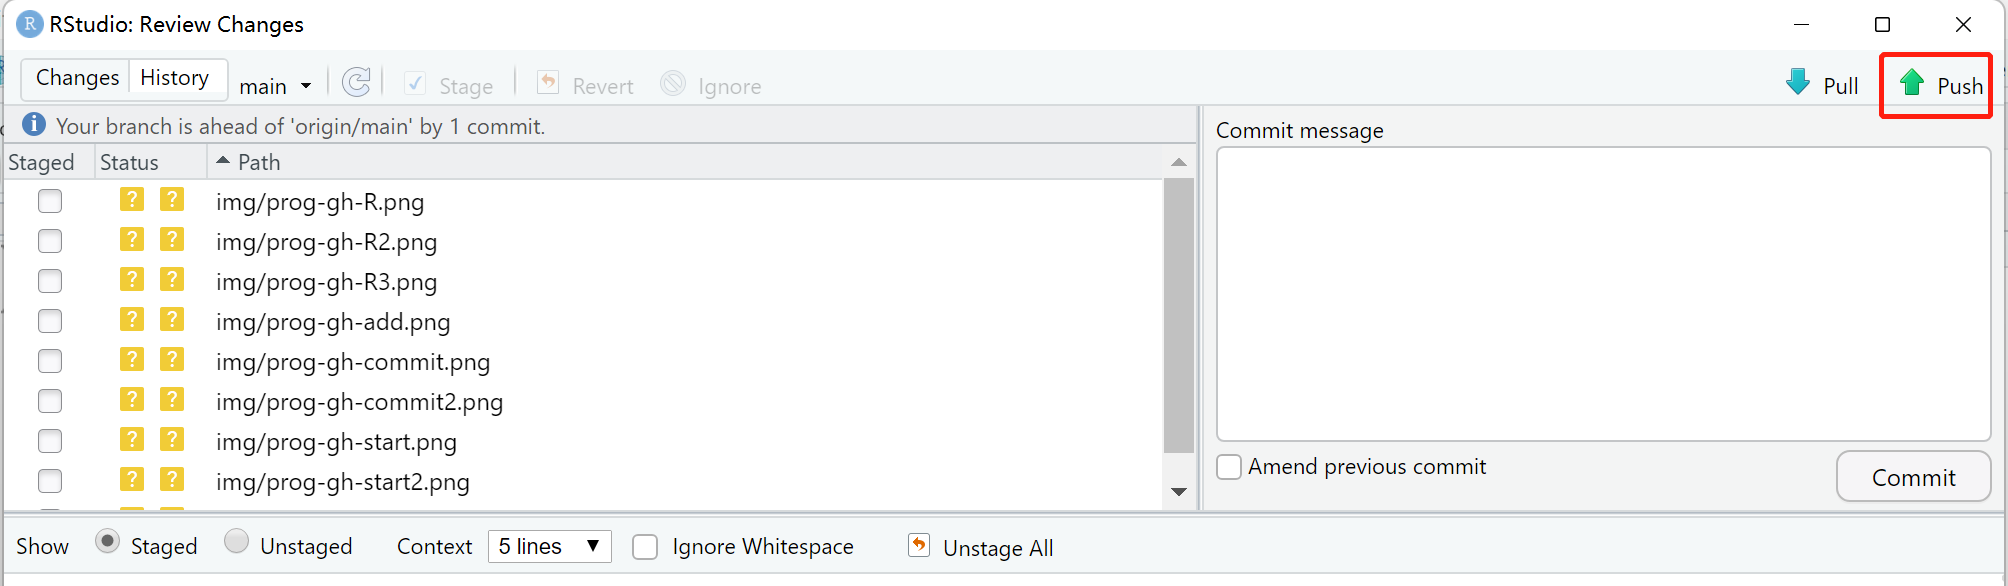 R RStudio: Review Changes
Changes History main Stage Revert Ignore Pull Push
i Your branch is ahead of 'origin/main' by 1 commit.
Commit message
Staged Status Path
? ? img/prog-gh-R.png
? ? img/prog-gh-R2.png
? ? img/prog-gh-R3.png
? ? img/prog-gh-add.png
? ? img/prog-gh-commit.png
? ? img/prog-gh-commit2.png
? ? img/prog-gh-start.png
? ? img/prog-gh-start2.png
Amend previous commit
Commit
Show Staged Unstaged Context 5 lines Ignore Whitespace Unstage All